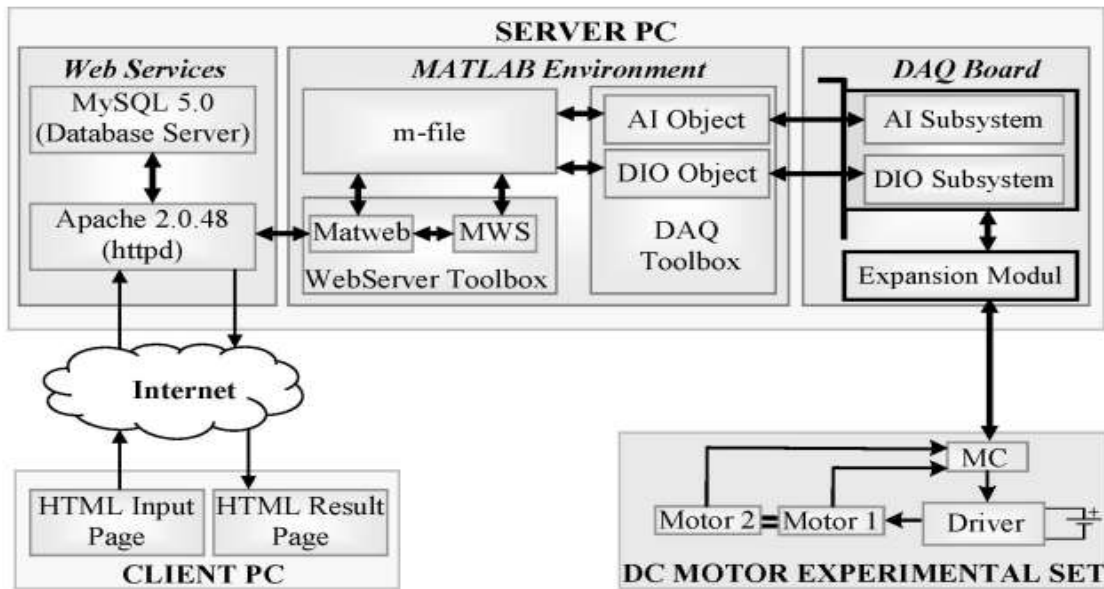 SERVER PC
Web Services
MySQL 5.0
(Database Server)
Apache 2.0.48
(httpd)
MATLAB Environment
m-file
Matweb
MWS
WebServer Toolbox
AI Object
DIO Object
DAQ
Toolbox
DAQ Board
AI Subsystem
DIO Subsystem
Expansion Modul
Internet
HTML Input
Page
HTML Result
Page
CLIENT PC
MC
Motor 2
Motor 1
Driver
+
DC MOTOR EXPERIMENTAL SET